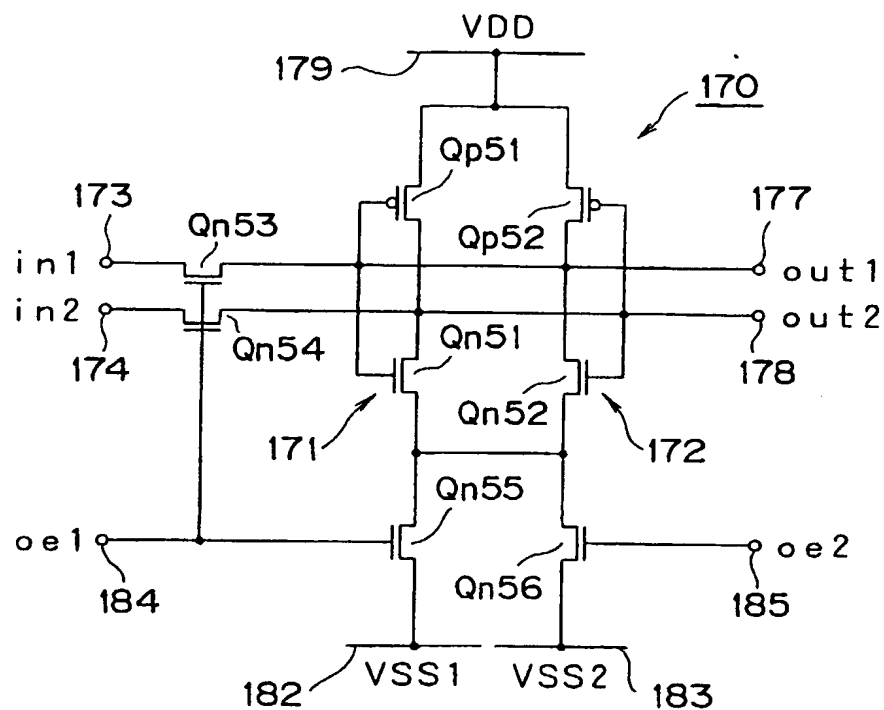 VDD
179
170
Qp51
173
Qn53
Qp52
177
in1
out1
in2
out2
174
Qn54
Qn51
178
Qn52
171
172
Qn55
oe1
oe2
184
Qn56
185
182
VSS1
VSS2
183